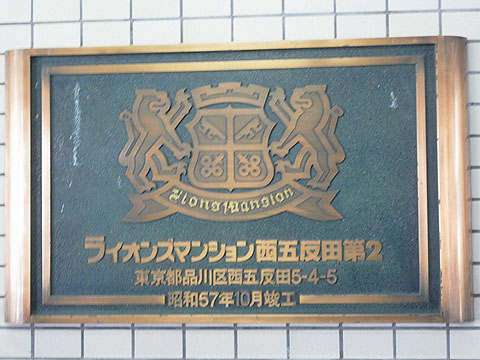 Lions Mansion
ライオンズマンション西五反田第2
東京都品川区西五反田5-4-5
昭和57年10月竣工